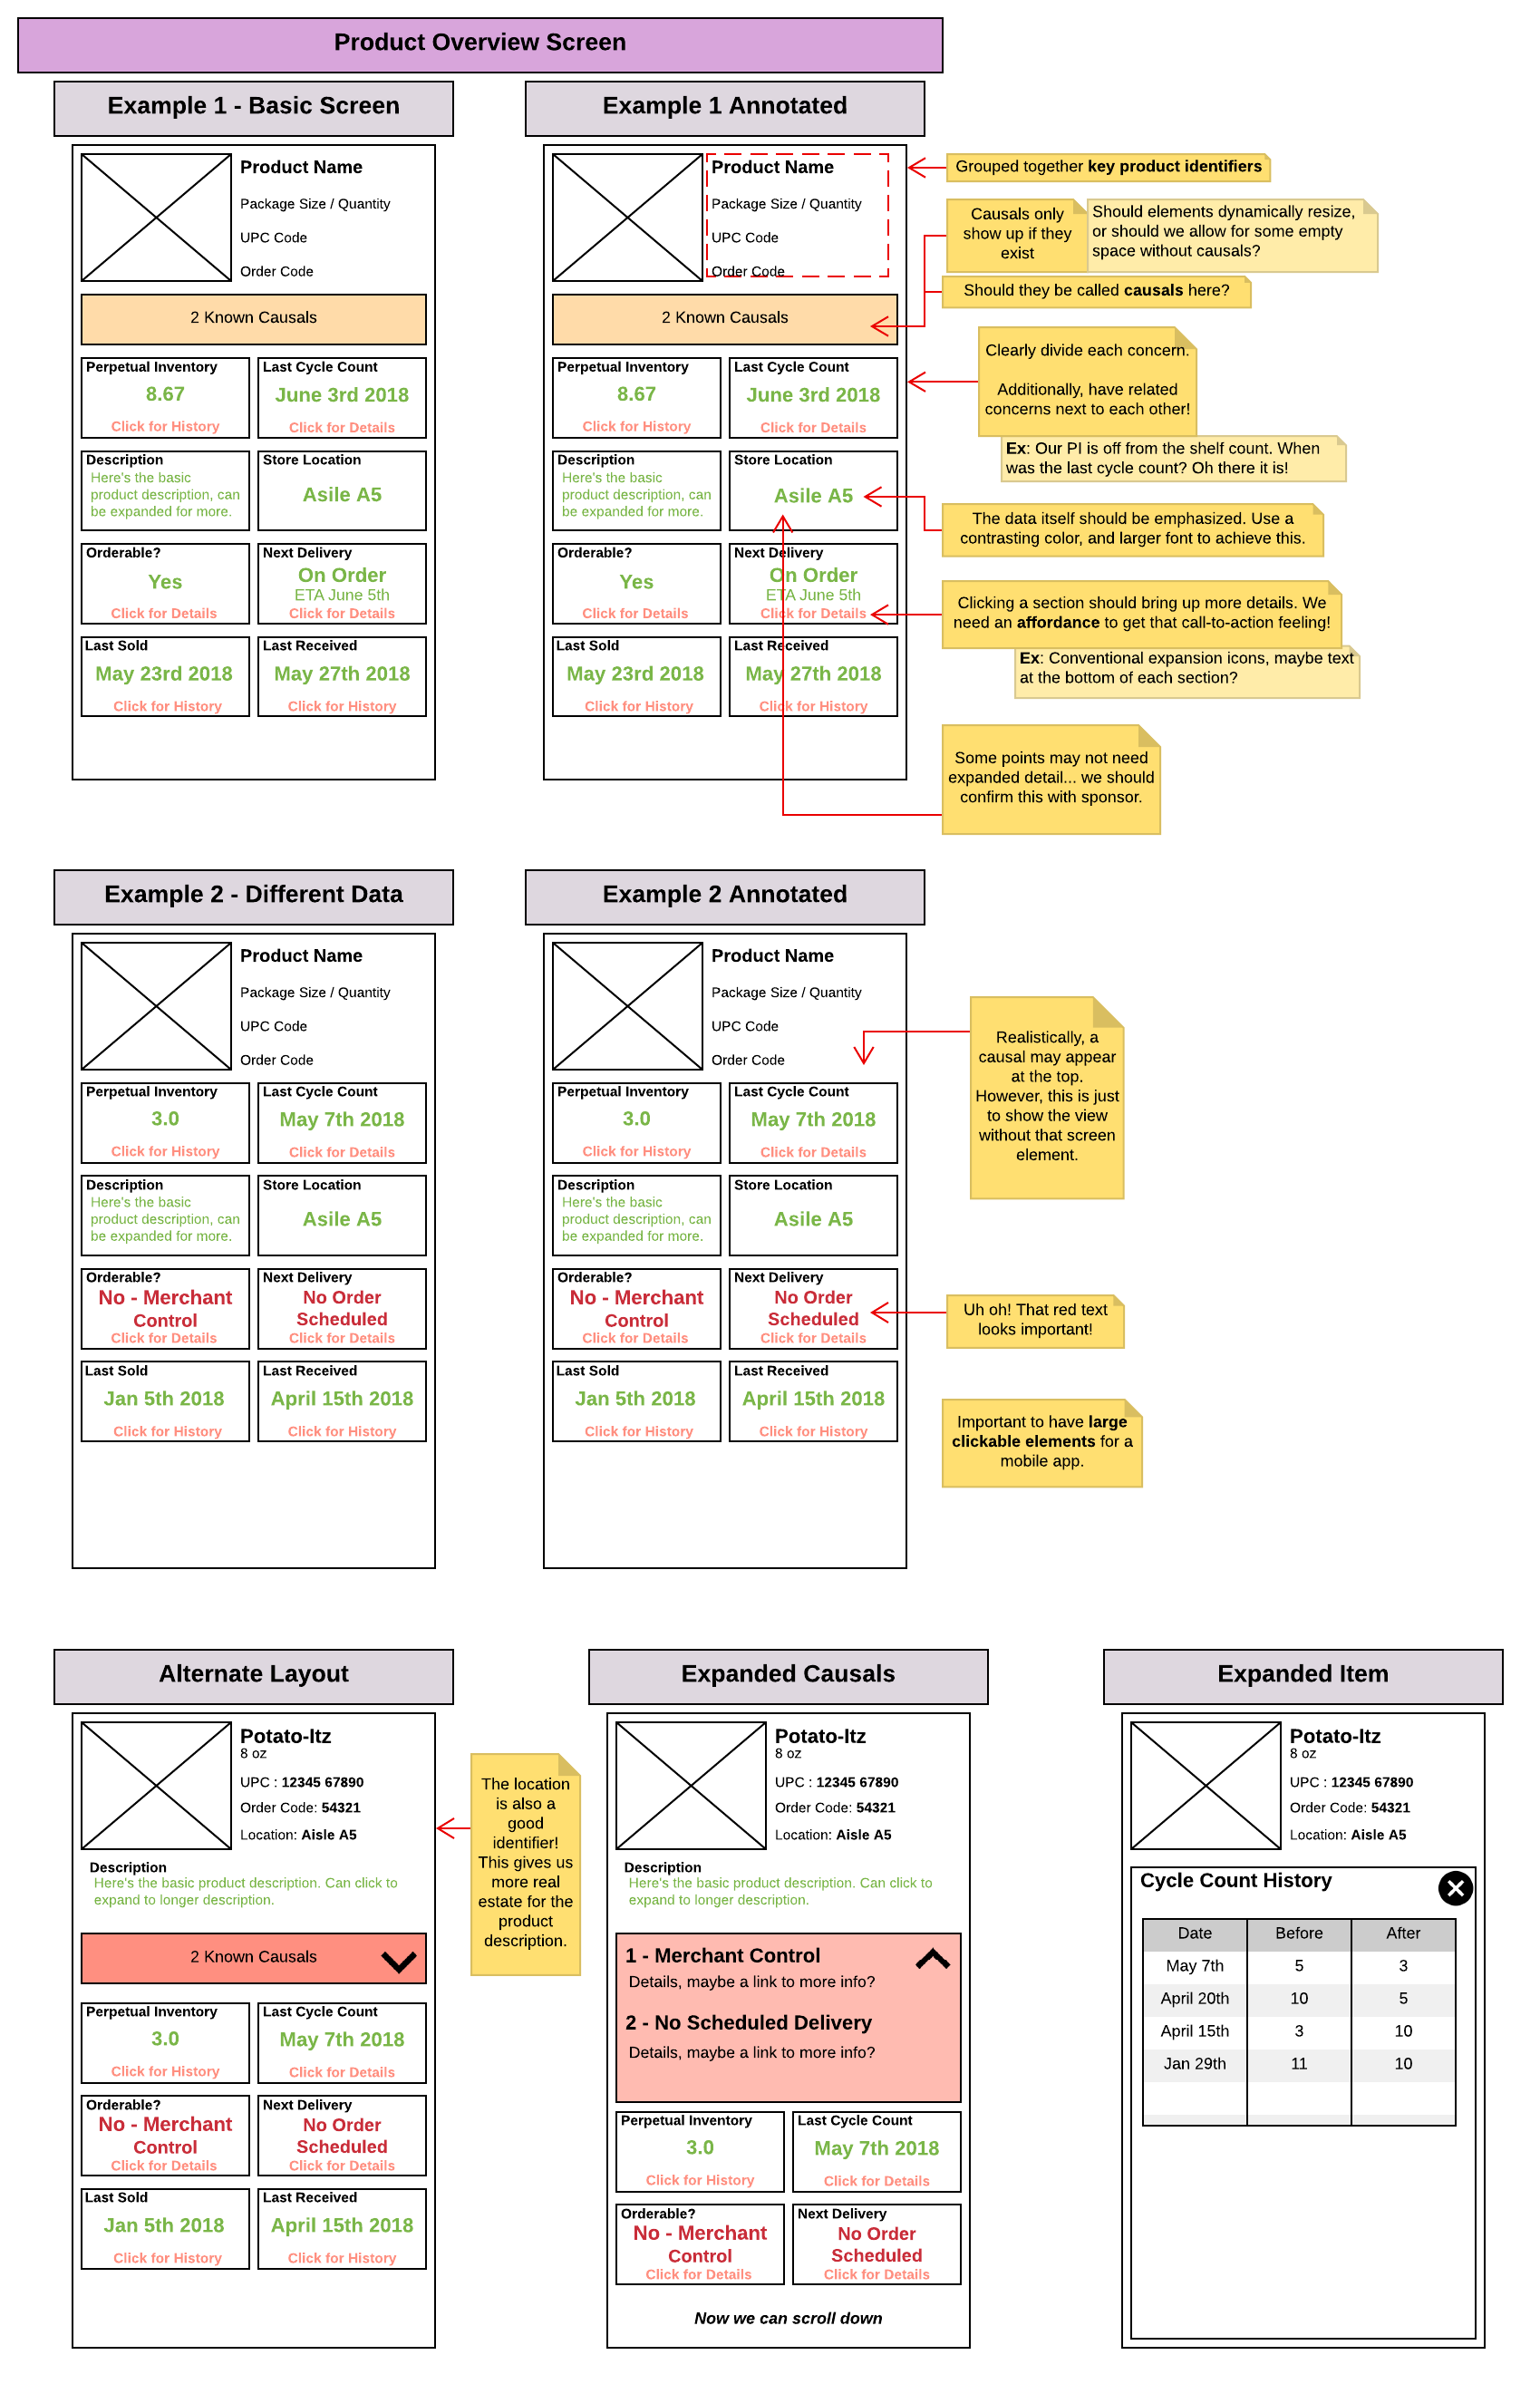 Product Overview Screen
Example 1 - Basic Screen
Product Name
Package Size / Quantity
UPC Code
Order Code
2 Known Causals
Perpetual Inventory
8.67
Click for History
Last Cycle Count
June 3rd 2018
Click for Details
Description
Here's the basic
product description, can
be expanded for more.
Store Location
Asile A5
Orderable?
Yes
Click for Details
Next Delivery
On Order
ETA June 5th
Click for Details
Last Sold
May 23rd 2018
Click for History
Last Received
May 27th 2018
Click for History
Example 1 Annotated
Product Name
Package Size / Quantity
UPC Code
Order Code
2 Known Causals
Perpetual Inventory
8.67
Click for History
Last Cycle Count
June 3rd 2018
Click for Details
Description
Here's the basic
product description, can
be expanded for more.
Store Location
Asile A5
Orderable?
Yes
Click for Details
Next Delivery
On Order
ETA June 5th
Click for Details
Last Sold
May 23rd 2018
Click for History
Last Received
May 27th 2018
Click for History
Grouped together key product identifiers
Causals only
show up if they
exist
Should elements dynamically resize,
or should we allow for some empty
space without causals?
Should they be called causals here?
Clearly divide each concern.
Additionally, have related
concerns next to each other!
Ex: Our PI is off from the shelf count. When
was the last cycle count? Oh there it is!
The data itself should be emphasized. Use a
contrasting color, and larger font to achieve this.
Clicking a section should bring up more details. We
need an affordance to get that call-to-action feeling!
Ex: Conventional expansion icons, maybe text
at the bottom of each section?
Some points may not need
expanded detail... we should
confirm this with sponsor.
Example 2 - Different Data
Product Name
Package Size / Quantity
UPC Code
Order Code
Perpetual Inventory
3.0
Click for History
Last Cycle Count
May 7th 2018
Click for Details
Description
Here's the basic
product description, can
be expanded for more.
Store Location
Asile A5
Orderable?
No - Merchant
Control
Click for Details
Next Delivery
No Order
Scheduled
Click for Details
Last Sold
Jan 5th 2018
Click for History
Last Received
April 15th 2018
Click for History
Example 2 Annotated
Product Name
Package Size / Quantity
UPC Code
Order Code
Perpetual Inventory
3.0
Click for History
Last Cycle Count
May 7th 2018
Click for Details
Description
Here's the basic
product description, can
be expanded for more.
Store Location
Asile A5
Orderable?
No - Merchant
Control
Click for Details
Next Delivery
No Order
Scheduled
Click for Details
Last Sold
Jan 5th 2018
Click for History
Last Received
April 15th 2018
Click for History
Realistically, a
causal may appear
at the top.
However, this is just
to show the view
without that screen
element.
Uh oh! That red text
looks important!
Important to have large
clickable elements for a
mobile app.
Alternate Layout
Potato-Itz
8 oz
UPC : 12345 67890
Order Code: 54321
Location: Aisle A5
Description
Here's the basic product description. Can click to
expand to longer description.
2 Known Causals
Perpetual Inventory
3.0
Click for History
Last Cycle Count
May 7th 2018
Click for Details
Orderable?
No - Merchant
Control
Click for Details
Next Delivery
No Order
Scheduled
Click for Details
Last Sold
Jan 5th 2018
Click for History
Last Received
April 15th 2018
Click for History
The location
is also a
good
identifier!
This gives us
more real
estate for the
product
description.
Expanded Causals
Potato-Itz
8 oz
UPC : 12345 67890
Order Code: 54321
Location: Aisle A5
Description
Here's the basic product description. Can click to
expand to longer description.
1 - Merchant Control
Details, maybe a link to more info?
2 - No Scheduled Delivery
Details, maybe a link to more info?
Perpetual Inventory
3.0
Click for History
Last Cycle Count
May 7th 2018
Click for Details
Orderable?
No - Merchant
Control
Click for Details
Next Delivery
No Order
Scheduled
Click for Details
Now we can scroll down
Expanded Item
Potato-Itz
8 oz
UPC : 12345 67890
Order Code: 54321
Location: Aisle A5
Cycle Count History
Date Before After
May 7th 5 3
April 20th 10 5
April 15th 3 10
Jan 29th 11 10